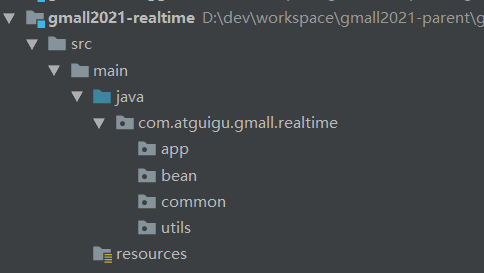 gmall2021-realtime D:\dev\workspace\gmall2021-parent\g
src
main
java
com.atguigu.gmall.realtime
app
bean
common
utils
resources